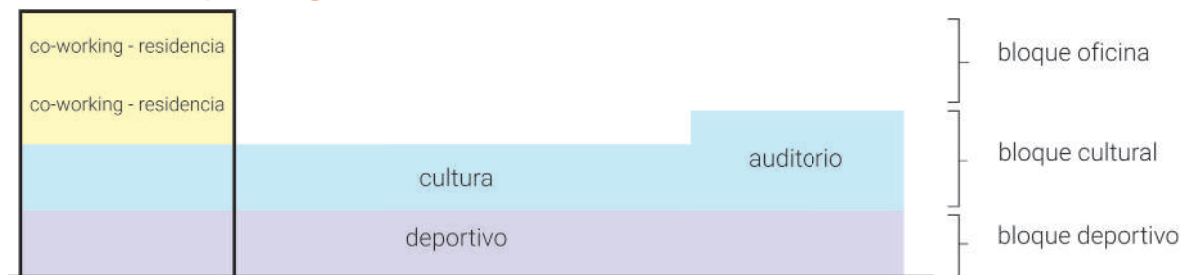 co-working - residencia
bloque oficina
co-working - residencia
auditorio
bloque cultural
cultura
deportivo
bloque deportivo